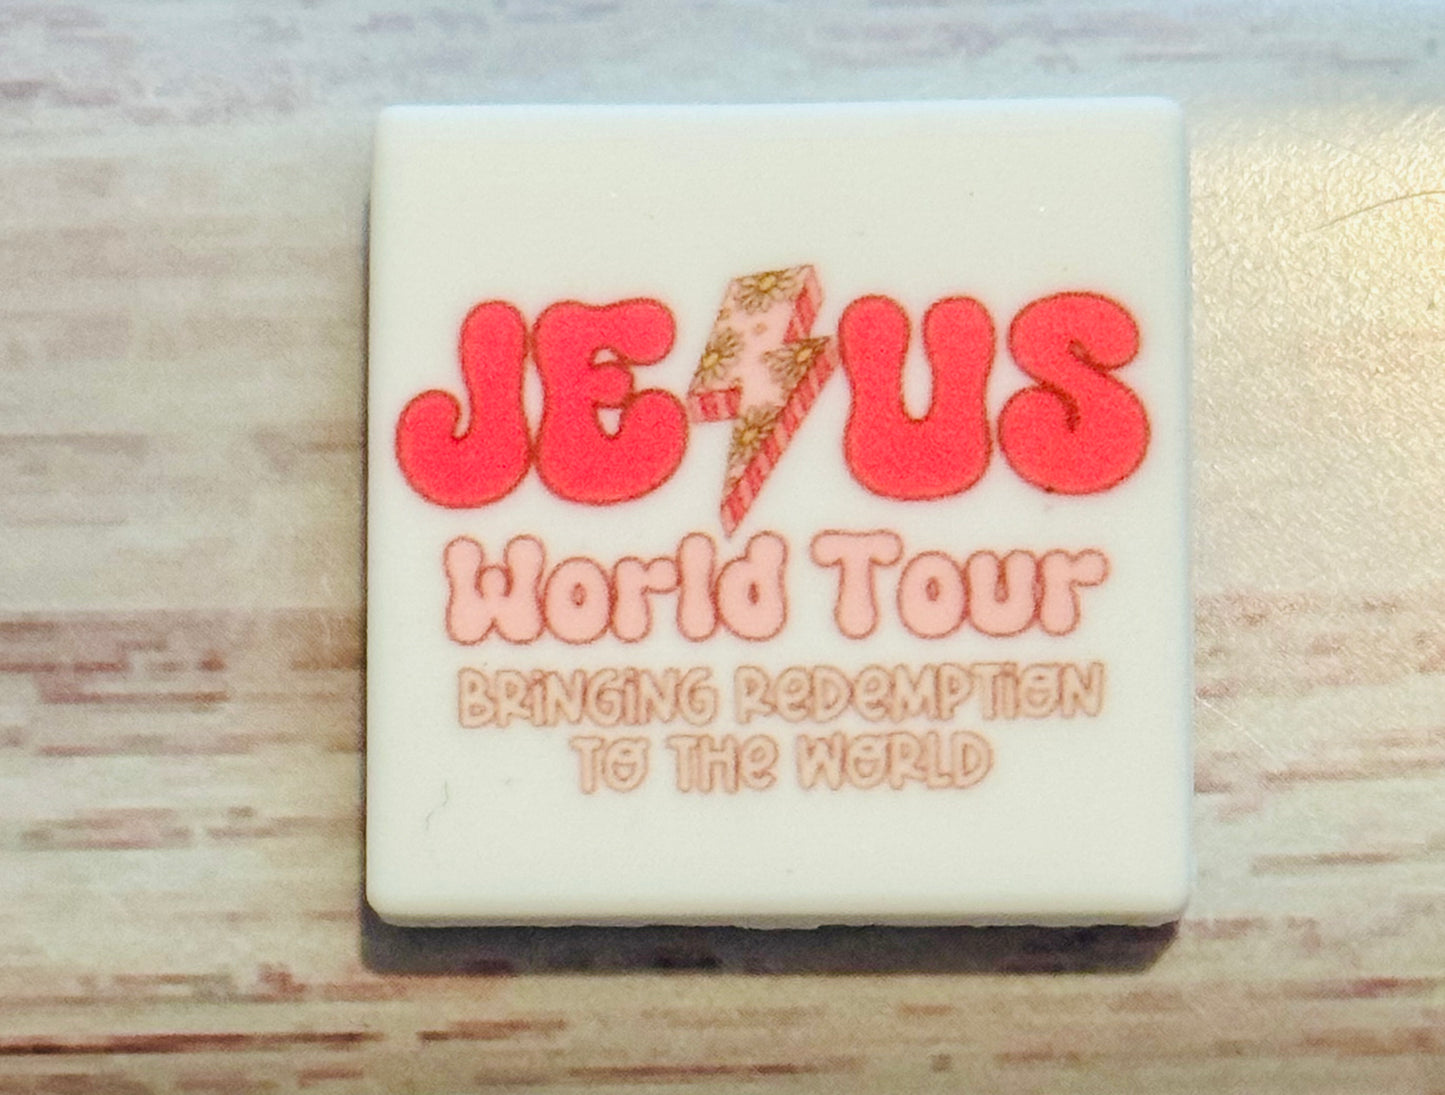 JE⚡US
World Tour
BRiNGiNG ReDeMPTiON
TO THe WORLD